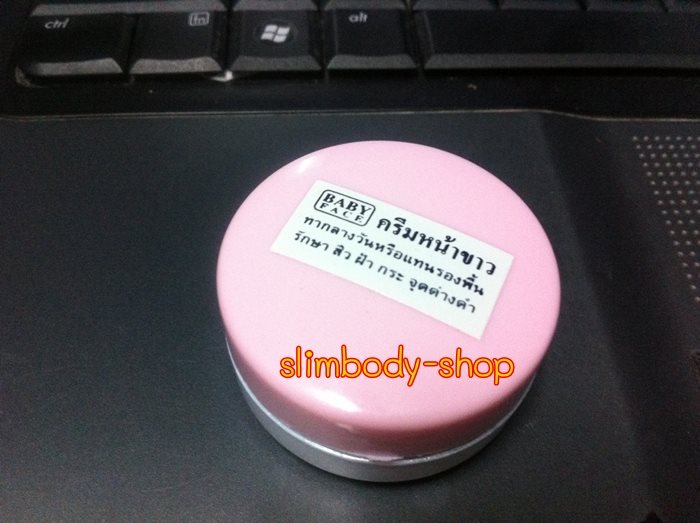 ctrl
fn
alt
BABY
FACE
ครีมหน้าขาว
ทากลางวันหรือแทนรองพื้น
รักษา สิว ฝ้า กระ จุดด่างดำ
slimbody-shop